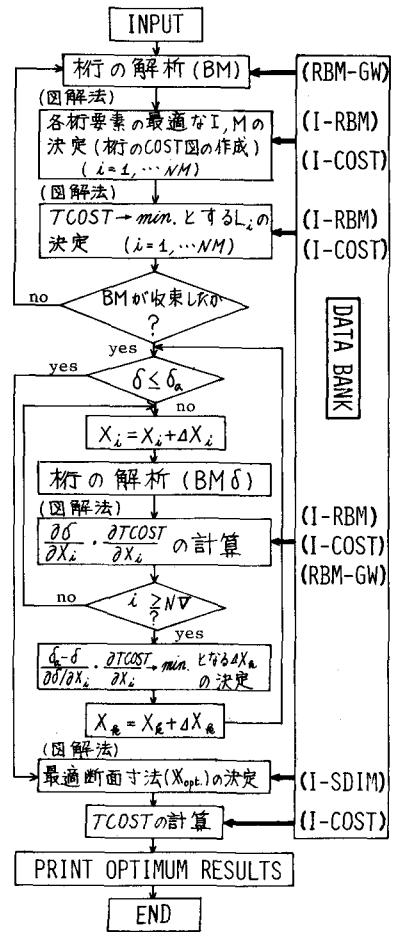 INPUT
桁の解析(BM)
(RBM-GW)
(図解法)
各桁要素の最適なI,Mの
決定(桁のCOST図の作成)
(i=1,…NM)
(I-RBM)
(I-COST)
(図解法)
TCOST→min.とするLiの
決定 (i=1,…NM)
(I-RBM)
(I-COST)
no
BMが収束したか
?
yes
DATA BANK
yes
δ≤δa
no
Xi=Xi+ΔXi
桁の解析(BMδ)
(図解法)
∂δ/∂Xi・∂TCOST/∂Xi の計算
(I-RBM)
(I-COST)
(RBM-GW)
no
i ≥ N∇
?
yes
δa-δ/∂δ/∂Xi・∂TCOST/∂Xi→min.となるΔXk
の決定
Xk=Xk+ΔXk
(図解法)
最適断面寸法(Xopt.)の決定
(I-SDIM)
TCOSTの計算
(I-COST)
PRINT OPTIMUM RESULTS
END